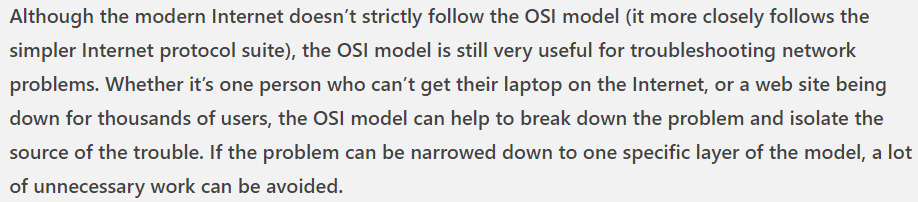 Although the modern Internet doesn’t strictly follow the OSI model (it more closely follows the
simpler Internet protocol suite), the OSI model is still very useful for troubleshooting network
problems. Whether it’s one person who can’t get their laptop on the Internet, or a web site being
down for thousands of users, the OSI model can help to break down the problem and isolate the
source of the trouble. If the problem can be narrowed down to one specific layer of the model, a lot
of unnecessary work can be avoided.